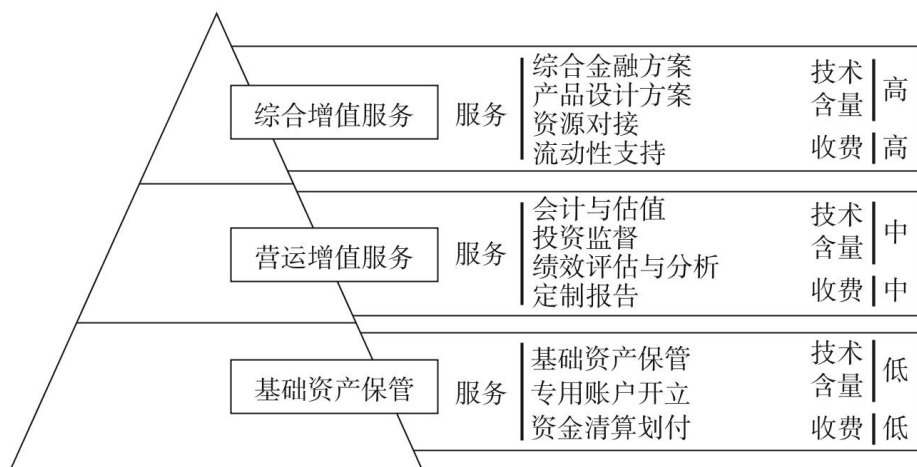 综合增值服务
服务
综合金融方案
产品设计方案
资源对接
流动性支持
技术
含量
高
收费
高
营运增值服务
服务
会计与估值
投资监督
绩效评估与分析
定制报告
技术
含量
中
收费
中
基础资产保管
服务
基础资产保管
专用账户开立
资金清算划付
技术
含量
低
收费
低